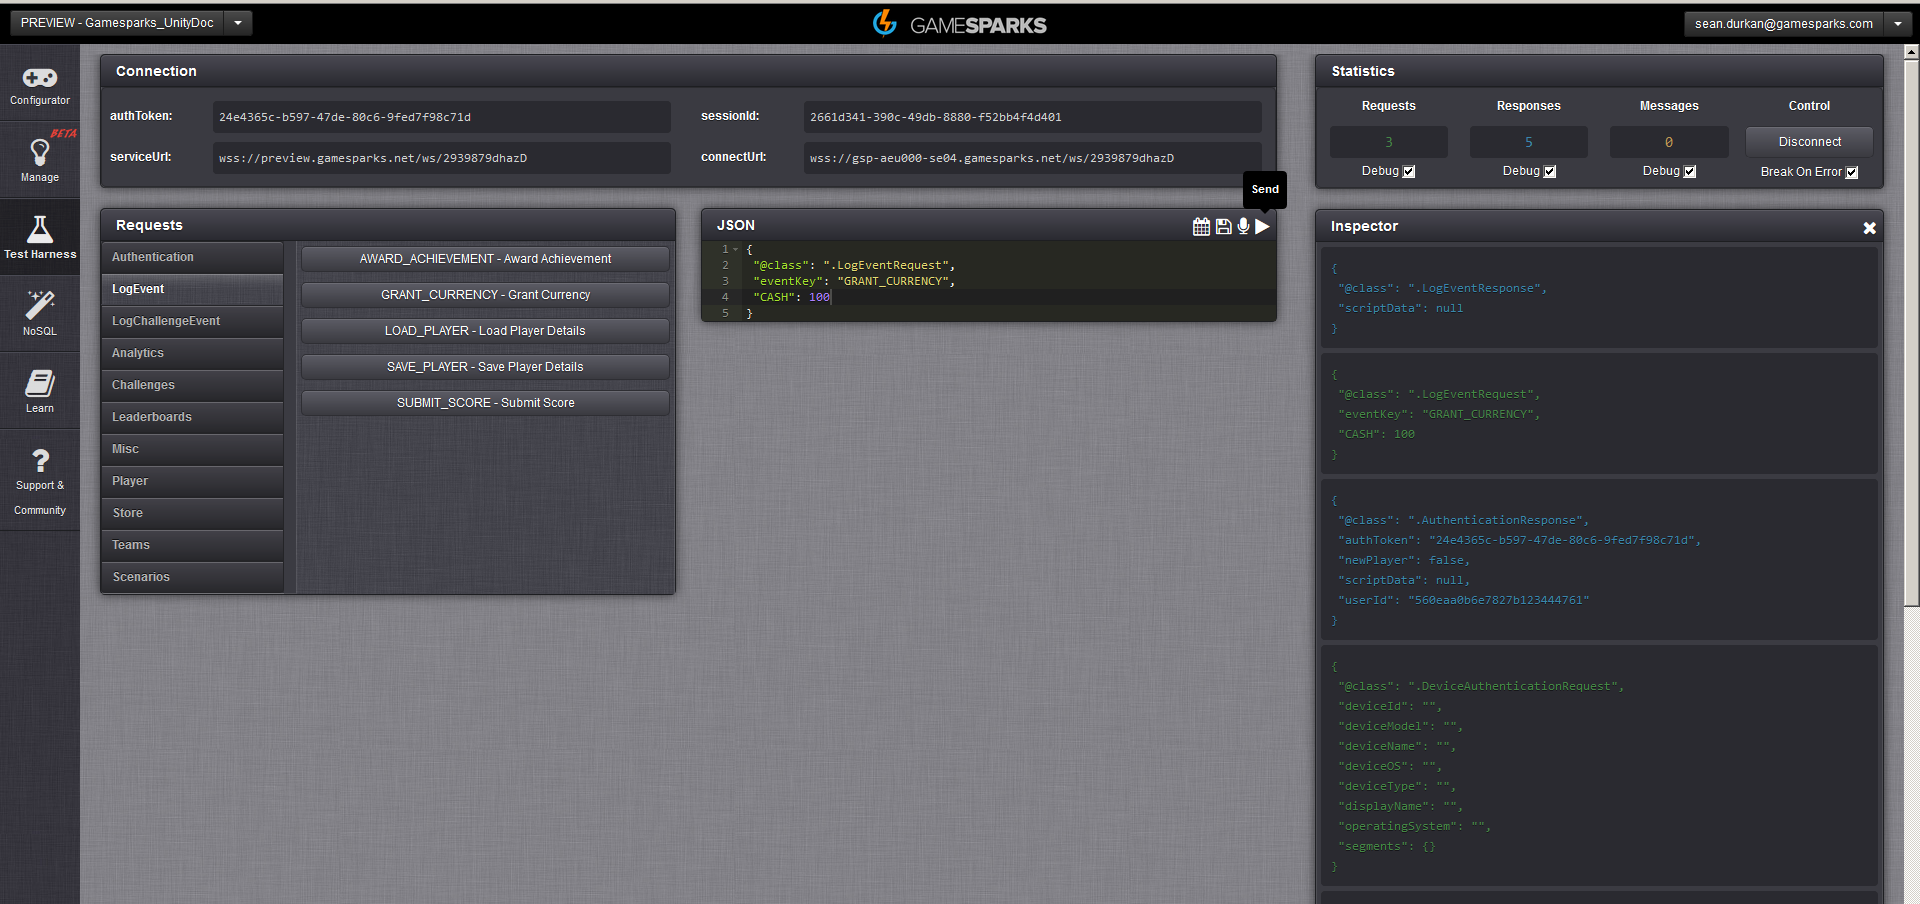 PREVIEW - Gamesparks_UnityDoc
GAMESPARKS
sean.durkan@gamesparks.com
Configurator
BETA
Manage
Test Harness
NoSQL
Learn
Support &
Community
Connection
authToken:
24e4365c-b597-47de-80c6-9fed7f98c71d
sessionId:
2661d341-390c-49db-8880-f52bb4f4d401
serviceUrl:
wss://preview.gamesparks.net/ws/2939879dhazD
connectUrl:
wss://gsp-aeu000-se04.gamesparks.net/ws/2939879dhazD
Send
Statistics
Requests
Responses
Messages
Control
3
5
0
Disconnect
Debug
Debug
Debug
Break On Error
Requests
Authentication
LogEvent
LogChallengeEvent
Analytics
Challenges
Leaderboards
Misc
Player
Store
Teams
Scenarios
AWARD_ACHIEVEMENT - Award Achievement
GRANT_CURRENCY - Grant Currency
LOAD_PLAYER - Load Player Details
SAVE_PLAYER - Save Player Details
SUBMIT_SCORE - Submit Score
JSON
1 {
2 "@class": ".LogEventRequest",
3 "eventKey": "GRANT_CURRENCY",
4 "CASH": 100
5 }
Inspector
{
"@class": ".LogEventResponse",
"scriptData": null
}
{
"@class": ".LogEventRequest",
"eventKey": "GRANT_CURRENCY",
"CASH": 100
}
{
"@class": ".AuthenticationResponse",
"authToken": "24e4365c-b597-47de-80c6-9fed7f98c71d",
"newPlayer": false,
"scriptData": null,
"userId": "560eaa0b6e7827b123444761"
}
{
"@class": ".DeviceAuthenticationRequest",
"deviceId": "",
"deviceModel": "",
"deviceName": "",
"deviceOS": "",
"deviceType": "",
"displayName": "",
"operatingSystem": "",
"segments": {}
}